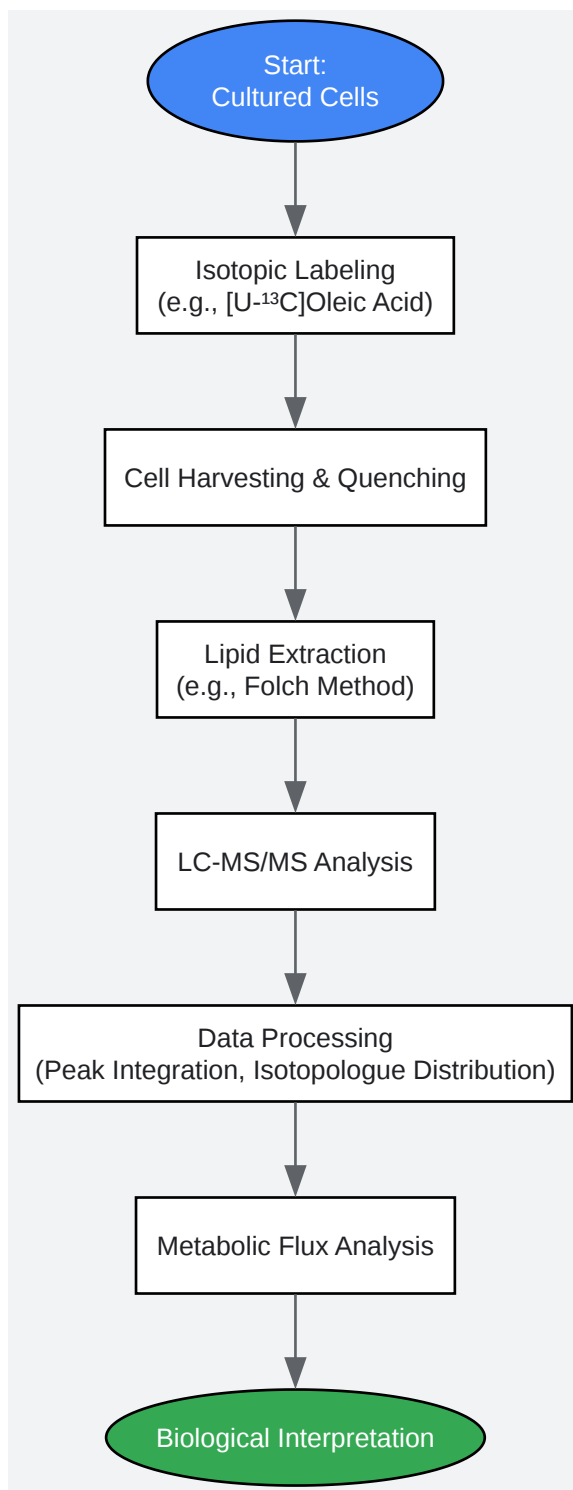 Start:
Cultured Cells
Isotopic Labeling
(e.g., [U-¹³C]Oleic Acid)
Cell Harvesting & Quenching
Lipid Extraction
(e.g., Folch Method)
LC-MS/MS Analysis
Data Processing
(Peak Integration, Isotopologue Distribution)
Metabolic Flux Analysis
Biological Interpretation